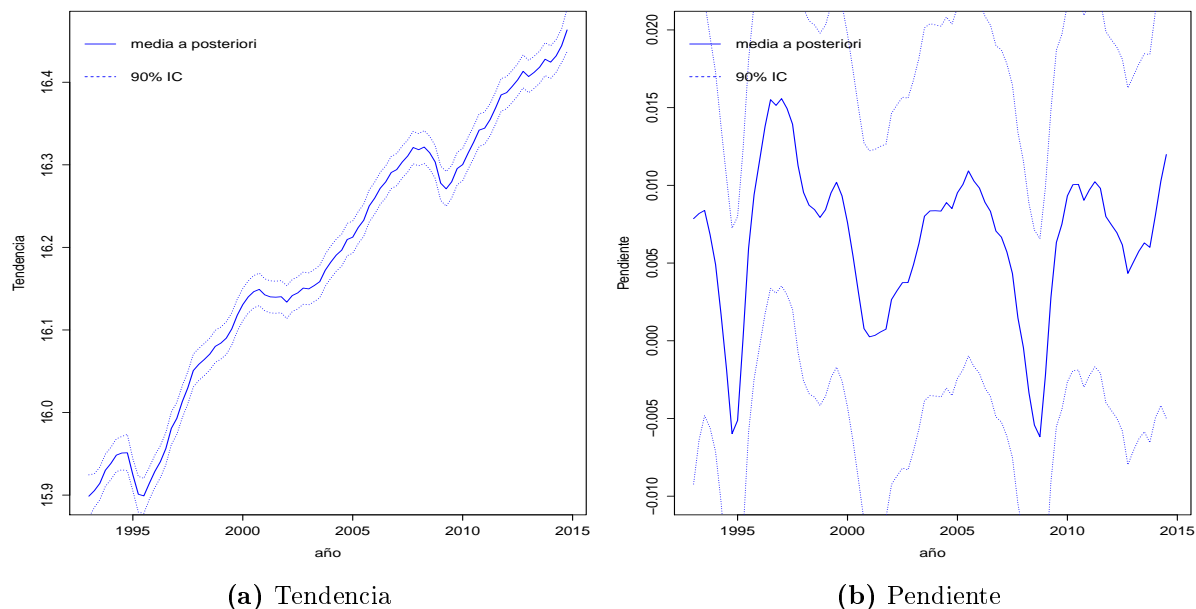 media a posteriori
90% IC
Tendencia
15.9
16.0
16.1
16.2
16.3
16.4
1995
2000
2005
2010
2015
año
(a) Tendencia
media a posteriori
90% IC
Pendiente
−0.010
−0.005
0.000
0.005
0.010
0.015
0.020
1995
2000
2005
2010
2015
año
(b) Pendiente